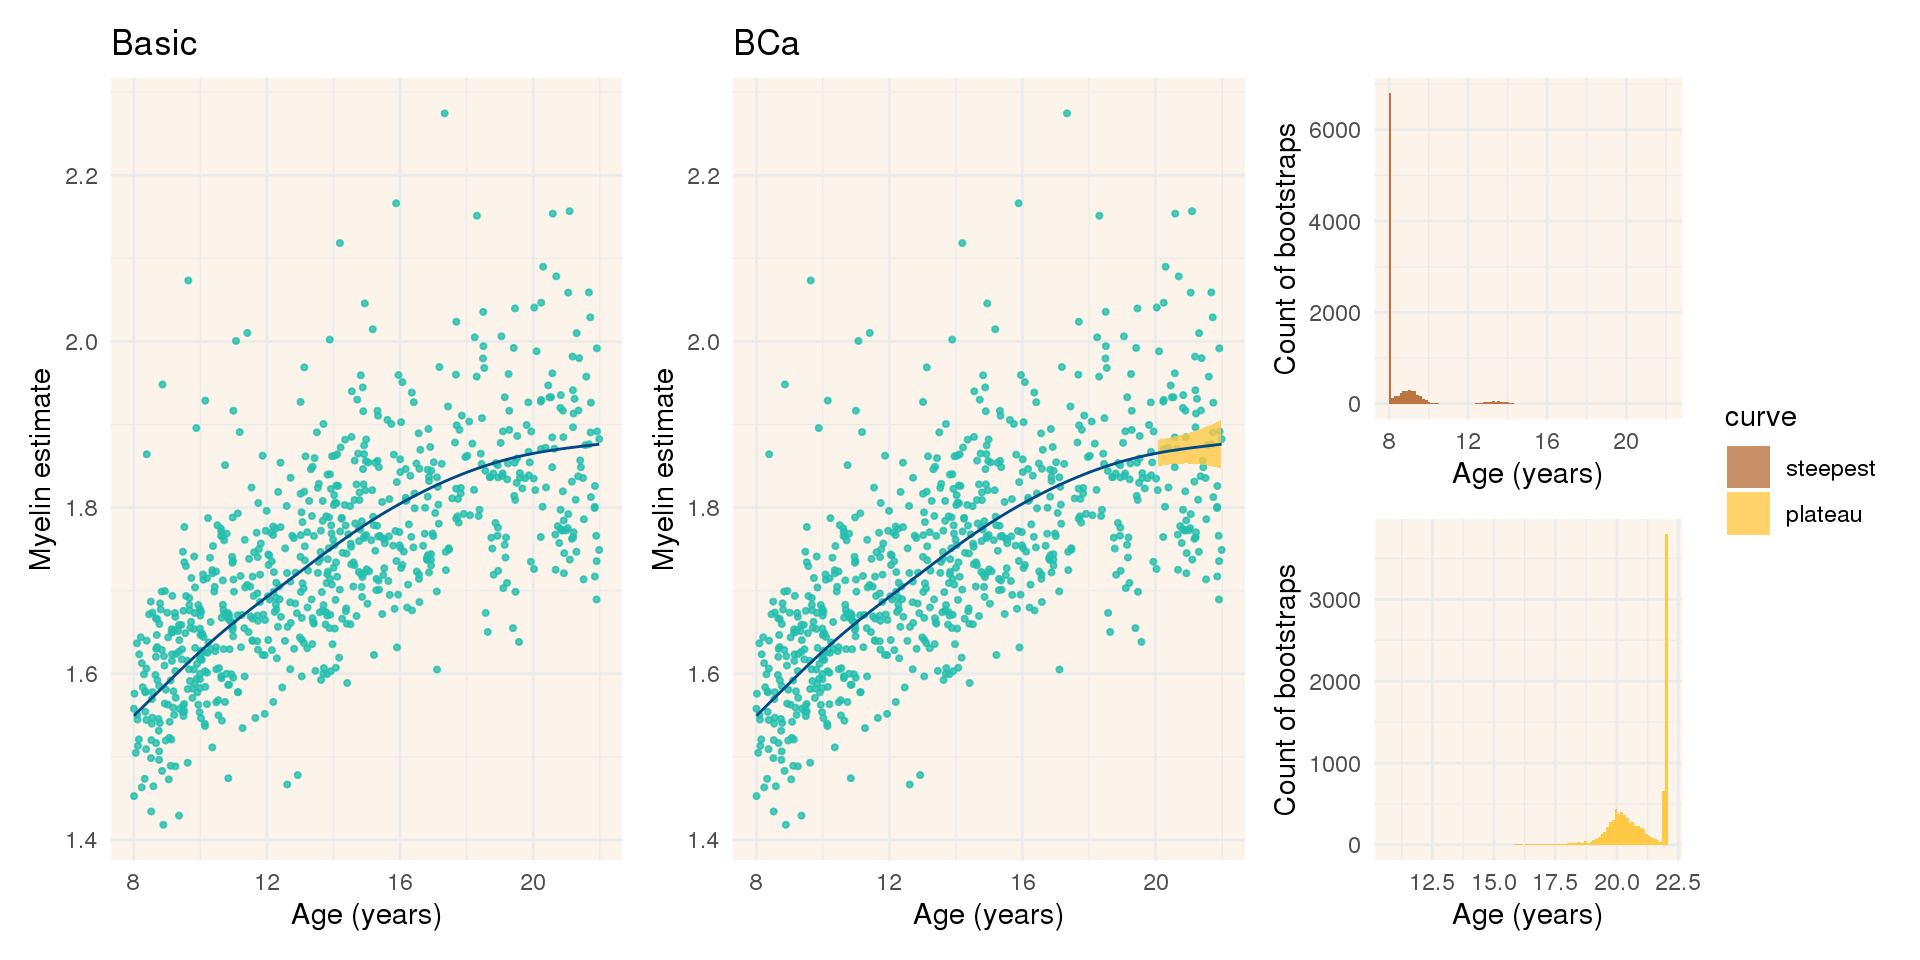 Basic
Myelin estimate
2.2
2.0
1.8
1.6
1.4
8 12 16 20
Age (years)
BCa
Myelin estimate
2.2
2.0
1.8
1.6
1.4
8 12 16 20
Age (years)
Count of bootstraps
6000
4000
2000
0
8 12 16 20
Age (years)
Count of bootstraps
3000
2000
1000
0
12.5 15.0 17.5 20.0 22.5
Age (years)
curve
steepest
plateau